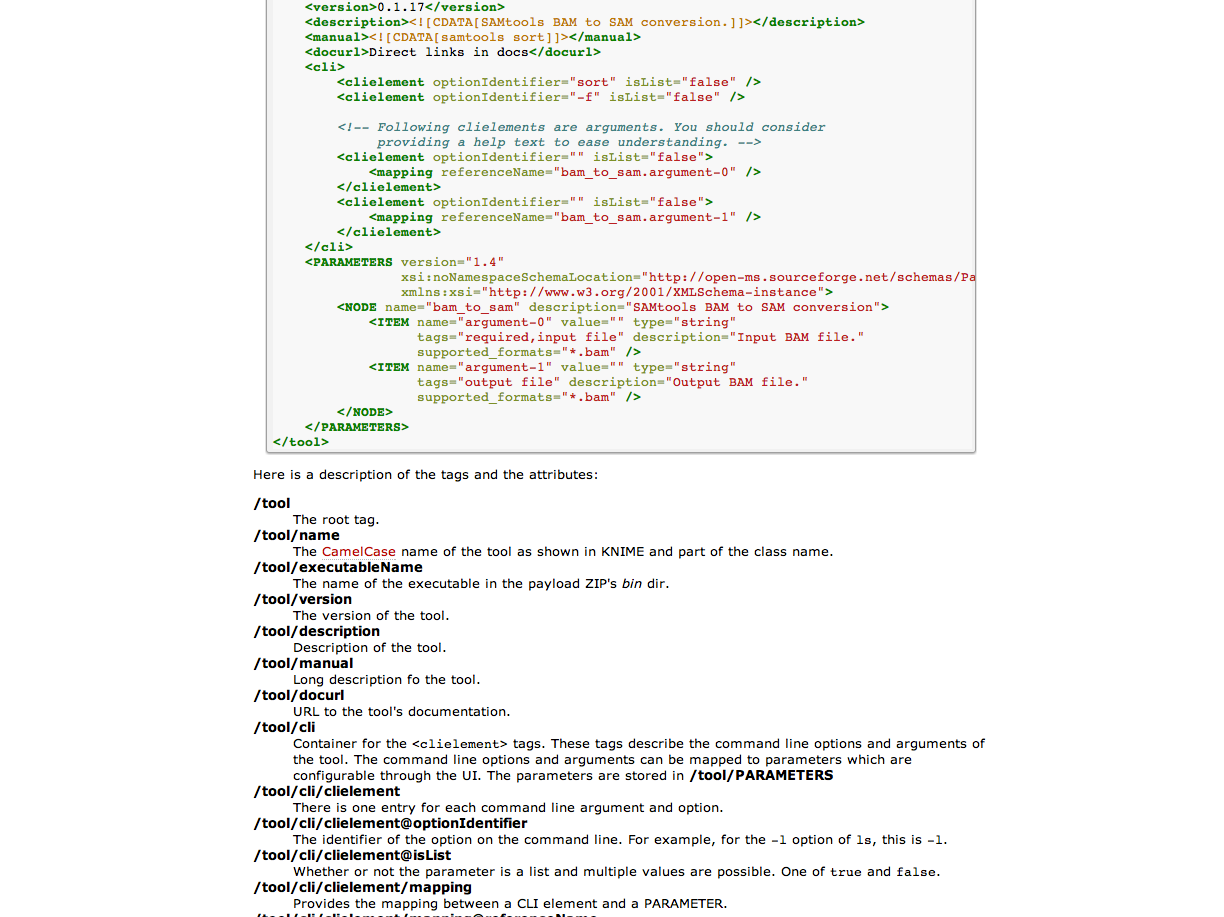 <version>0.1.17</version>
<description><![CDATA[SAMtools BAM to SAM conversion.]]></description>
<manual><![CDATA[samtools sort]]></manual>
<docurl>Direct links in docs</docurl>
<cli>
<clielement optionIdentifier="sort" isList="false" />
<clielement optionIdentifier="-f" isList="false" />
<!-- Following clielements are arguments. You should consider
providing a help text to ease understanding. -->
<clielement optionIdentifier="" isList="false">
<mapping referenceName="bam_to_sam.argument-0" />
</clielement>
<clielement optionIdentifier="" isList="false">
<mapping referenceName="bam_to_sam.argument-1" />
</clielement>
</cli>
<PARAMETERS version="1.4"
xsi:noNamespaceSchemaLocation="http://open-ms.sourceforge.net/schemas/Pa
xmlns:xsi="http://www.w3.org/2001/XMLSchema-instance">
<NODE name="bam_to_sam" description="SAMtools BAM to SAM conversion">
<ITEM name="argument-0" value="" type="string"
tags="required,input file" description="Input BAM file."
supported_formats="*.bam" />
<ITEM name="argument-1" value="" type="string"
tags="output file" description="Output BAM file."
supported_formats="*.bam" />
</NODE>
</PARAMETERS>
</tool>
Here is a description of the tags and the attributes:
/tool
The root tag.
/tool/name
The CamelCase name of the tool as shown in KNIME and part of the class name.
/tool/executableName
The name of the executable in the payload ZIP's bin dir.
/tool/version
The version of the tool.
/tool/description
Description of the tool.
/tool/manual
Long description fo the tool.
/tool/docurl
URL to the tool's documentation.
/tool/cli
Container for the <clielement> tags. These tags describe the command line options and arguments of
the tool. The command line options and arguments can be mapped to parameters which are
configurable through the UI. The parameters are stored in /tool/PARAMETERS
/tool/cli/clielement
There is one entry for each command line argument and option.
/tool/cli/clielement@optionIdentifier
The identifier of the option on the command line. For example, for the -l option of ls, this is -l.
/tool/cli/clielement@isList
Whether or not the parameter is a list and multiple values are possible. One of true and false.
/tool/cli/clielement/mapping
Provides the mapping between a CLI element and a PARAMETER.
/tool/cli/clielement/mapping@referenceName